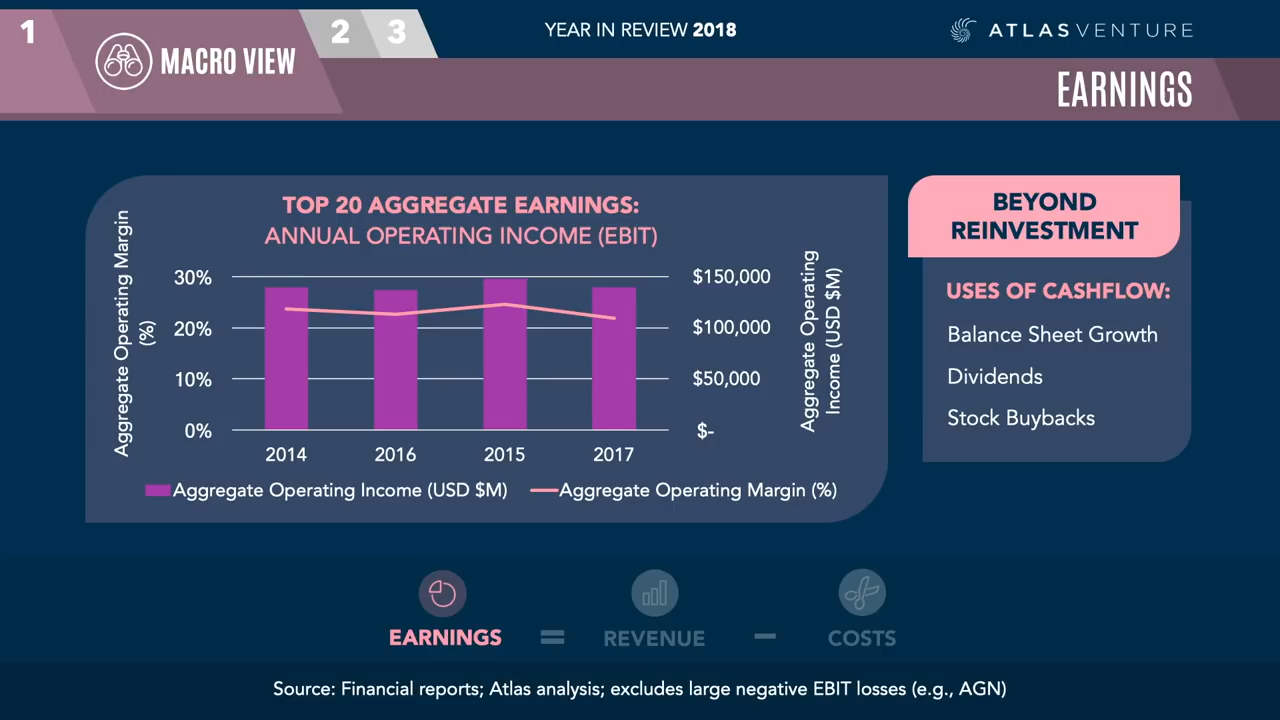 1
MACRO VIEW
2
3
YEAR IN REVIEW 2018
ATLAS VENTURE
EARNINGS
TOP 20 AGGREGATE EARNINGS:
ANNUAL OPERATING INCOME (EBIT)
Aggregate Operating Margin
(%)
30%
20%
10%
0%
$150,000
$100,000
$50,000
$-
Aggregate Operating
Income (USD $M)
2014
2016
2015
2017
Aggregate Operating Income (USD $M)
Aggregate Operating Margin (%)
BEYOND
REINVESTMENT
USES OF CASHFLOW:
Balance Sheet Growth
Dividends
Stock Buybacks
EARNINGS = REVENUE – COSTS
Source: Financial reports; Atlas analysis; excludes large negative EBIT losses (e.g., AGN)